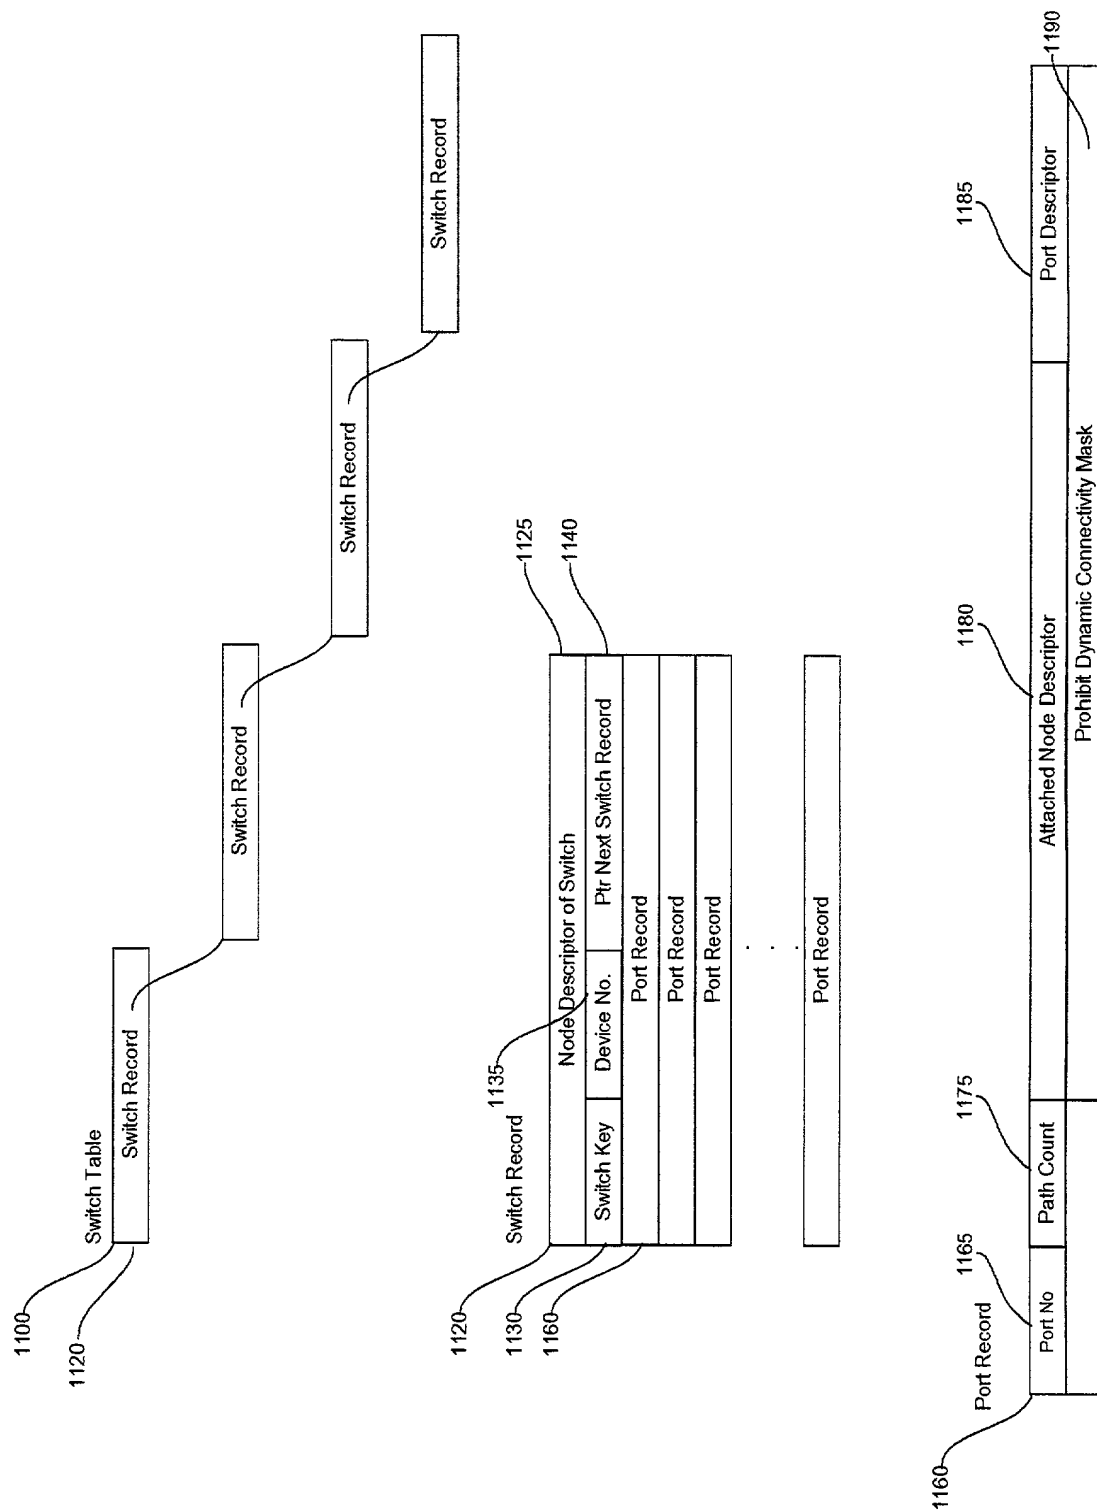 1100
Switch Table
1120
Switch Record
Switch Record
Switch Record
Switch Record
Switch Record
1120
1125
Node Descriptor of Switch
1135
1130
Switch Key
Device No.
Ptr Next Switch Record
1140
1160
Port Record
Port Record
Port Record
. . .
Port Record
Port Record
1160
1165
1175
1180
1185
Port No
Path Count
Attached Node Descriptor
Port Descriptor
Prohibit Dynamic Connectivity Mask
1190